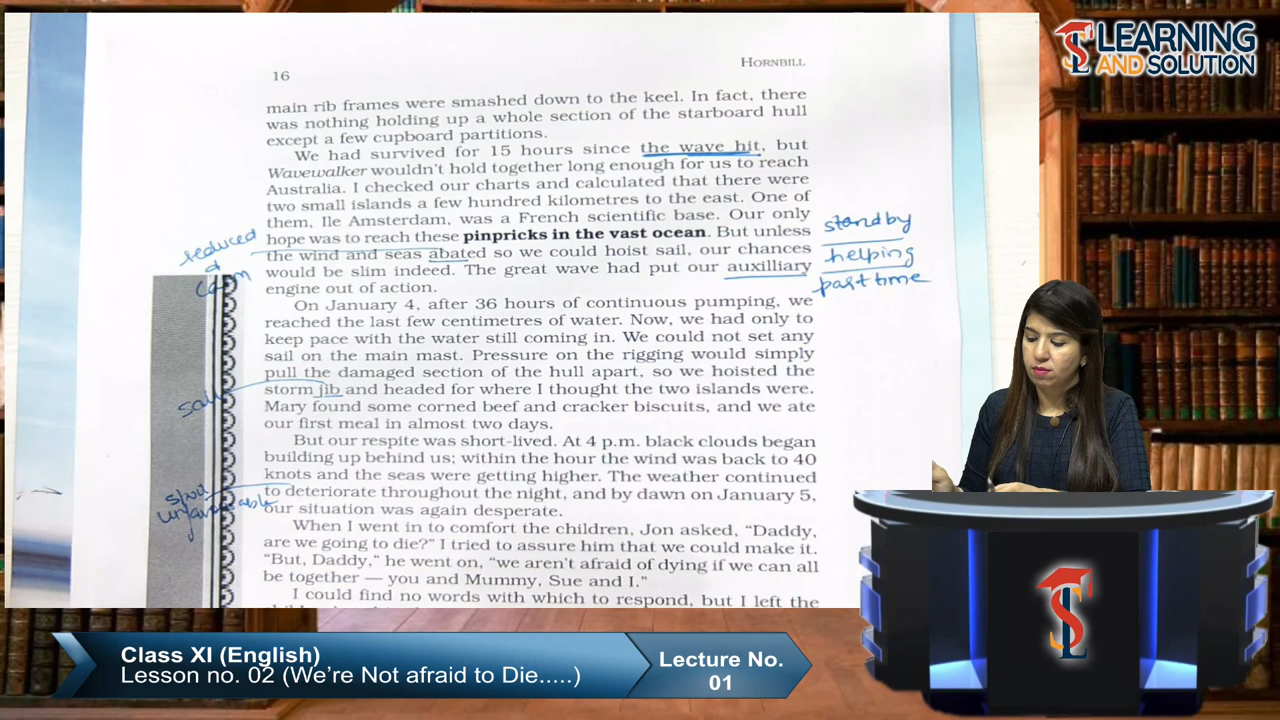 LEARNING
AND SOLUTION
16
HORNBILL
main rib frames were smashed down to the keel. In fact, there
was nothing holding up a whole section of the starboard hull
except a few cupboard partitions.
We had survived for 15 hours since the wave hit, but
Wavewalker wouldn't hold together long enough for us to reach
Australia. I checked our charts and calculated that there were
two small islands a few hundred kilometres to the east. One of
them, Ile Amsterdam, was a French scientific base. Our only
hope was to reach these pinpricks in the vast ocean. But unless
the wind and seas abated so we could hoist sail, our chances
would be slim indeed. The great wave had put our auxilliary
engine out of action.
reduced
standby
helping
part time
On January 4, after 36 hours of continuous pumping, we
reached the last few centimetres of water. Now, we had only to
keep pace with the water still coming in. We could not set any
sail on the main mast. Pressure on the rigging would simply
pull the damaged section of the hull apart, so we hoisted the
storm jib and headed for where I thought the two islands were.
Mary found some corned beef and cracker biscuits, and we ate
our first meal in almost two days.
sail
But our respite was short-lived. At 4 p.m. black clouds began
building up behind us; within the hour the wind was back to 40
knots and the seas were getting higher. The weather continued
to deteriorate throughout the night, and by dawn on January 5,
our situation was again desperate.
When I went in to comfort the children, Jon asked, "Daddy,
are we going to die?" I tried to assure him that we could make it.
"But, Daddy," he went on, "we aren't afraid of dying if we can all
be together — you and Mummy, Sue and I."
I could find no words with which to respond, but I left the
Class XI (English)
Lesson no. 02 (We're Not afraid to Die.....)
Lecture No.
01